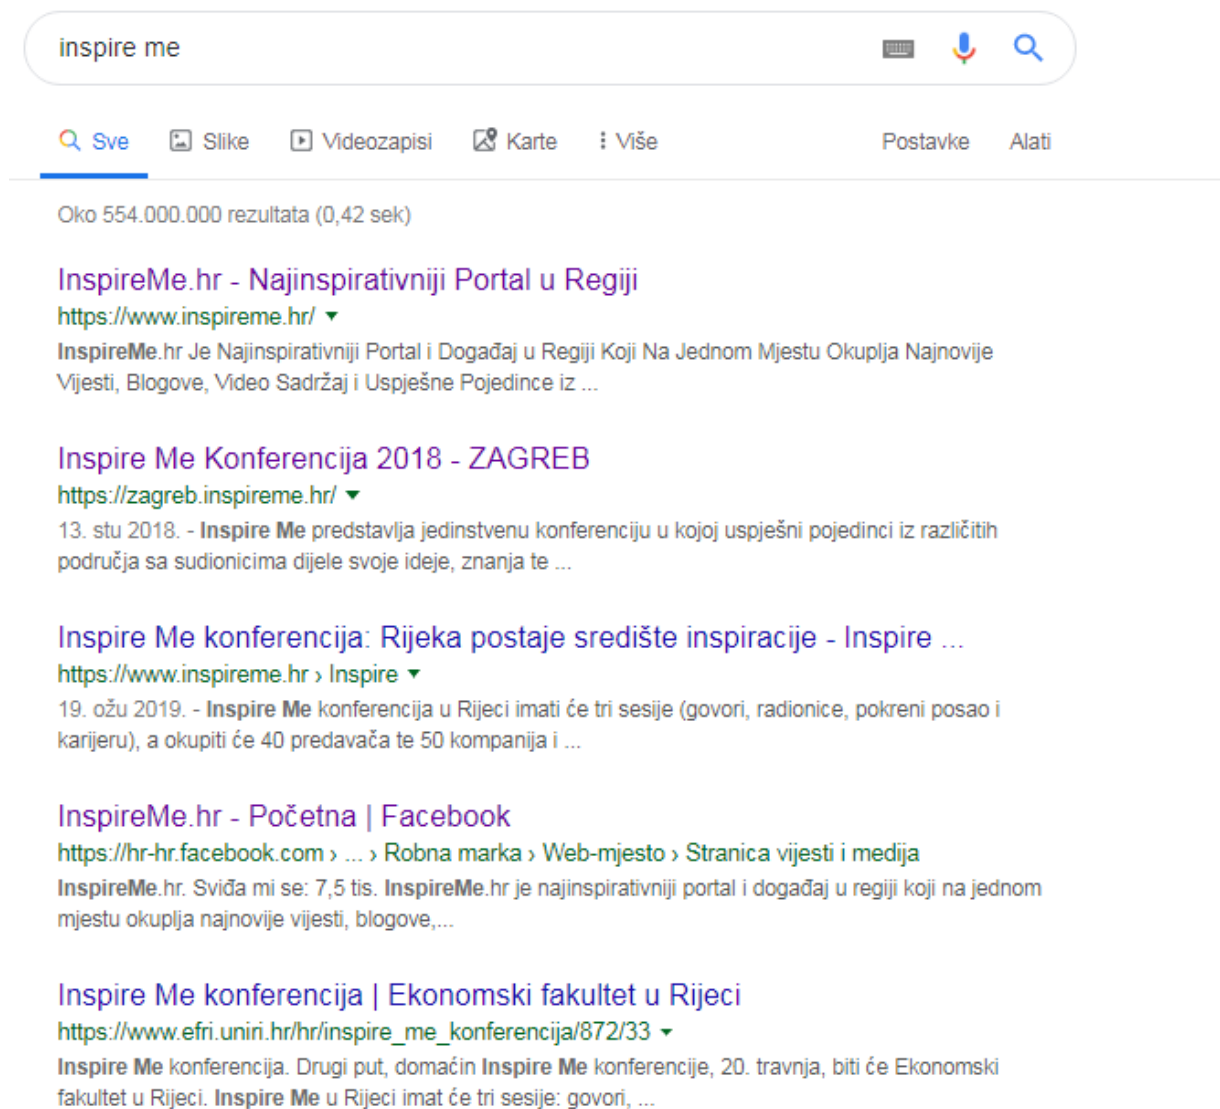 inspire me
Sve Slike Videozapisi Karte Više Postavke Alati
Oko 554.000.000 rezultata (0,42 sek)
InspireMe.hr - Najinspirativniji Portal u Regiji
https://www.inspireme.hr/
InspireMe.hr Je Najinspirativniji Portal i Događaj u Regiji Koji Na Jednom Mjestu Okuplja Najnovije
Vijesti, Blogove, Video Sadržaj i Uspješne Pojedince iz ...
Inspire Me Konferencija 2018 - ZAGREB
https://zagreb.inspireme.hr/
13. stu 2018. - Inspire Me predstavlja jedinstvenu konferenciju u kojoj uspješni pojedinci iz različitih
područja sa sudionicima dijele svoje ideje, znanja te ...
Inspire Me konferencija: Rijeka postaje središte inspiracije - Inspire ...
https://www.inspireme.hr › Inspire
19. ožu 2019. - Inspire Me konferencija u Rijeci imati će tri sesije (govori, radionice, pokreni posao i
karijeru), a okupiti će 40 predavača te 50 kompanija i ...
InspireMe.hr - Početna | Facebook
https://hr-hr.facebook.com › ... › Robna marka › Web-mjesto › Stranica vijesti i medija
InspireMe.hr. Sviđa mi se: 7,5 tis. InspireMe.hr je najinspirativniji portal i događaj u regiji koji na jednom
mjestu okuplja najnovije vijesti, blogove,...
Inspire Me konferencija | Ekonomski fakultet u Rijeci
https://www.efri.uniri.hr/hr/inspire_me_konferencija/872/33
Inspire Me konferencija. Drugi put, domaćin Inspire Me konferencije, 20. travnja, biti će Ekonomski
fakultet u Rijeci. Inspire Me u Rijeci imat će tri sesije: govori, ...